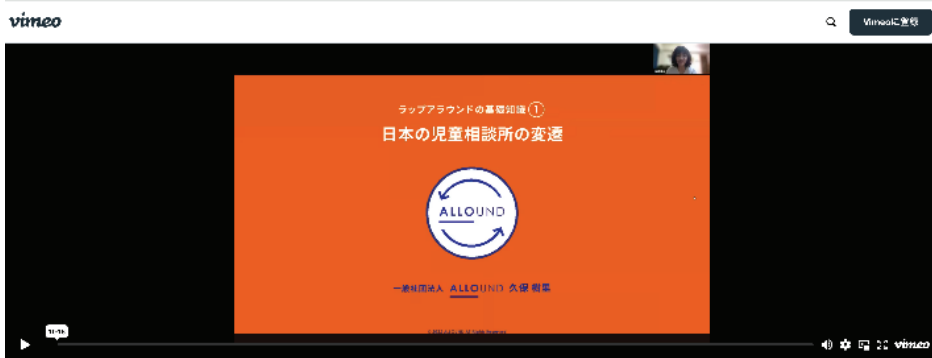 vimeo
Vimeoに登録
ラップアラウンドの基礎知識①
日本の児童相談所の変遷
ALLOUND
一般社団法人 ALLOUND 久保 樹里
vimeo